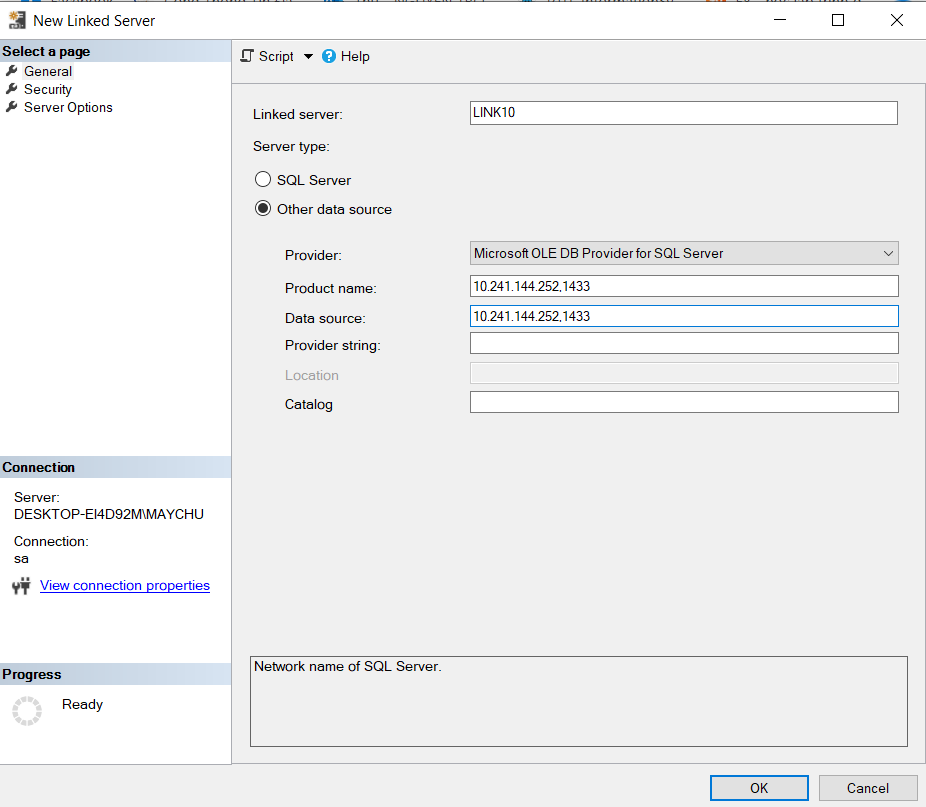 New Linked Server
Select a page
General
Security
Server Options
Script
Help
Linked server:
LINK10
Server type:
SQL Server
Other data source
Provider:
Microsoft OLE DB Provider for SQL Server
Product name:
10.241.144.252,1433
Data source:
10.241.144.252,1433
Provider string:
Location
Catalog
Connection
Server:
DESKTOP-EI4D92M\MAYCHU
Connection:
sa
View connection properties
Progress
Ready
Network name of SQL Server.
OK
Cancel